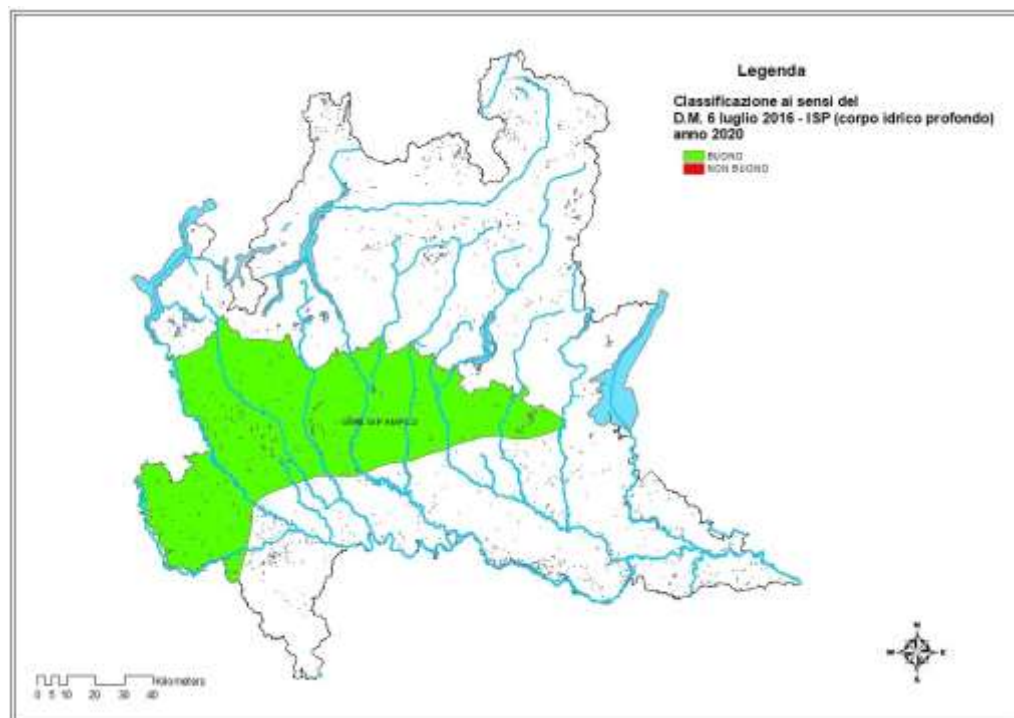 Legenda
Classificazione ai sensi del
D.M. 6 luglio 2016 - ISP (corpo idrico profondo)
anno 2020
BUONO
NON BUONO
N
E
S
Kilometers
0 5 10 20 30 40